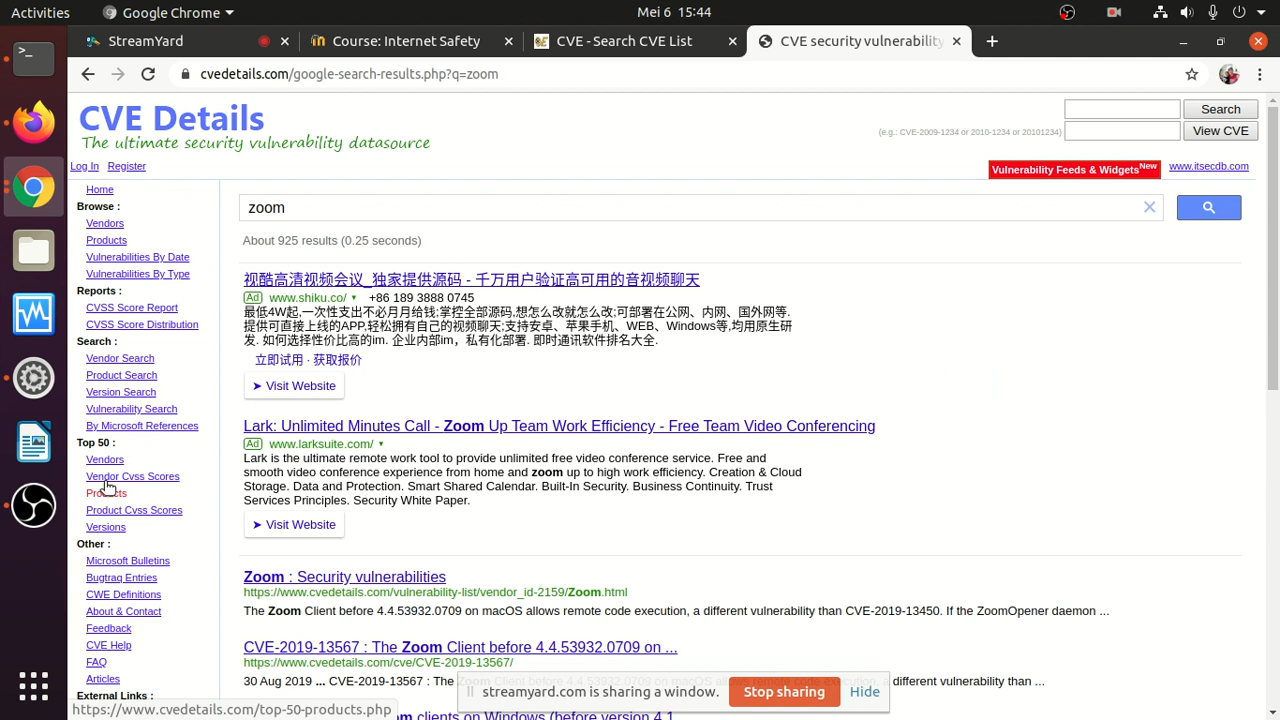 Activities
Google Chrome
Mei 6 15:44
StreamYard
Course: Internet Safety
CVE - Search CVE List
CVE security vulnerability
cvedetails.com/google-search-results.php?q=zoom
CVE Details
The ultimate security vulnerability datasource
Search
(e.g.: CVE-2009-1234 or 2010-1234 or 20101234)
View CVE
Log In Register
Vulnerability Feeds & Widgets New
www.itsecdb.com
Home
Browse :
Vendors
Products
Vulnerabilities By Date
Vulnerabilities By Type
Reports :
CVSS Score Report
CVSS Score Distribution
Search :
Vendor Search
Product Search
Version Search
Vulnerability Search
By Microsoft References
Top 50 :
Vendors
Vendor Cvss Scores
Products
Product Cvss Scores
Versions
Other :
Microsoft Bulletins
Bugtraq Entries
CWE Definitions
About & Contact
Feedback
CVE Help
FAQ
Articles
External Links :
zoom
About 925 results (0.25 seconds)
视酷高清视频会议_独家提供源码 - 千万用户验证高可用的音视频聊天
Ad www.shiku.co/ +86 189 3888 0745
最低4W起,一次性支出不必月月给钱;掌控全部源码,想怎么改就怎么改;可部署在公网、内网、国外网等.
提供可直接上线的APP,轻松拥有自己的视频聊天;支持安卓、苹果手机、WEB、Windows等,均用原生研
发. 如何选择性价比高的im. 企业内部im，私有化部署. 即时通讯软件排名大全.
立即试用 · 获取报价
➤ Visit Website
Lark: Unlimited Minutes Call - Zoom Up Team Work Efficiency - Free Team Video Conferencing
Ad www.larksuite.com/
Lark is the ultimate remote work tool to provide unlimited free video conference service. Free and
smooth video conference experience from home and zoom up to high work efficiency. Creation & Cloud
Storage. Data and Protection. Smart Shared Calendar. Built-In Security. Business Continuity. Trust
Services Principles. Security White Paper.
➤ Visit Website
Zoom : Security vulnerabilities
https://www.cvedetails.com/vulnerability-list/vendor_id-2159/Zoom.html
The Zoom Client before 4.4.53932.0709 on macOS allows remote code execution, a different vulnerability than CVE-2019-13450. If the ZoomOpener daemon ...
CVE-2019-13567 : The Zoom Client before 4.4.53932.0709 on ...
https://www.cvedetails.com/cve/CVE-2019-13567/
30 Aug 2019 ... CVE-2019-13567 : The Zoom Client before 4.4.53932.0709 on macOS allows remote code execution, a different vulnerability than ...
streamyard.com is sharing a window.
Stop sharing
Hide
https://www.cvedetails.com/top-50-products.php
om clients on Windows (before version 4.1